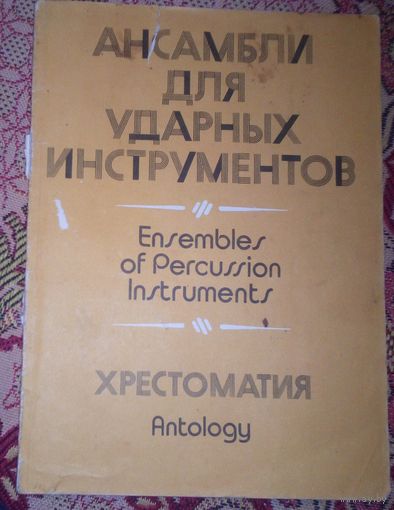 АНСАМБЛИ
ДЛЯ
УДАРНЫХ
ИНСТРУМЕНТОВ
Ensembles
of Percussion
Instruments
ХРЕСТОМАТИЯ
Antology